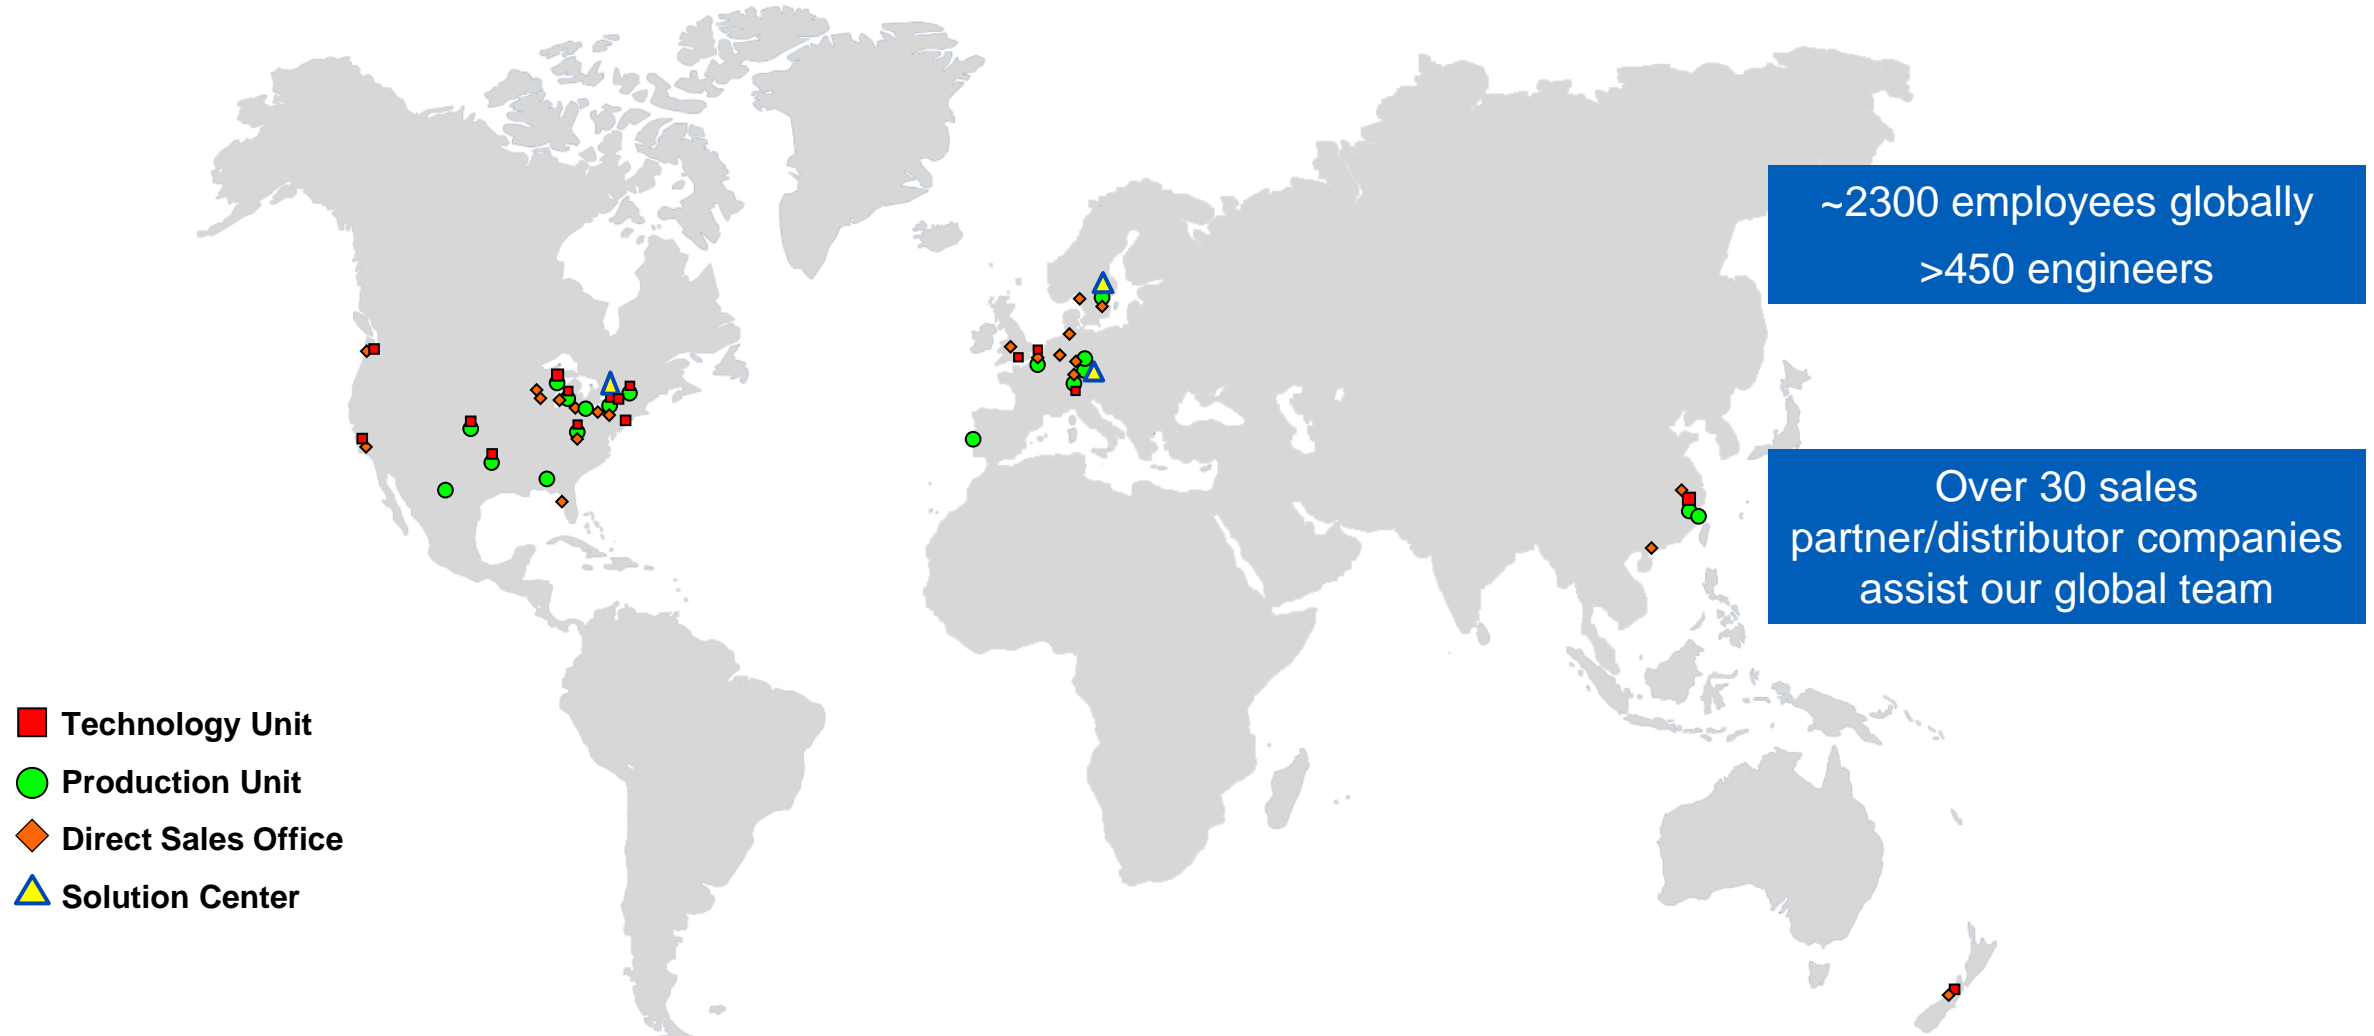 ~2300 employees globally
>450 engineers
Over 30 sales
partner/distributor companies
assist our global team
Technology Unit
Production Unit
Direct Sales Office
Solution Center